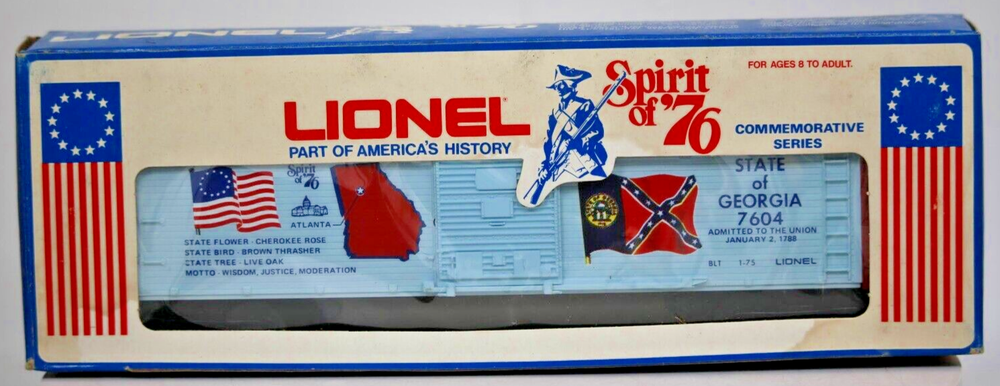 LIONEL
FOR AGES 8 TO ADULT.
Spirit
of '76
LIONEL
PART OF AMERICA'S HISTORY
COMMEMORATIVE
SERIES
Spirit
of '76
ATLANTA
STATE FLOWER - CHEROKEE ROSE
STATE BIRD - BROWN THRASHER
STATE TREE - LIVE OAK
MOTTO - WISDOM, JUSTICE, MODERATION
STATE
of
GEORGIA
7604
ADMITTED TO THE UNION
JANUARY 2, 1788
BLT 1-75 LIONEL